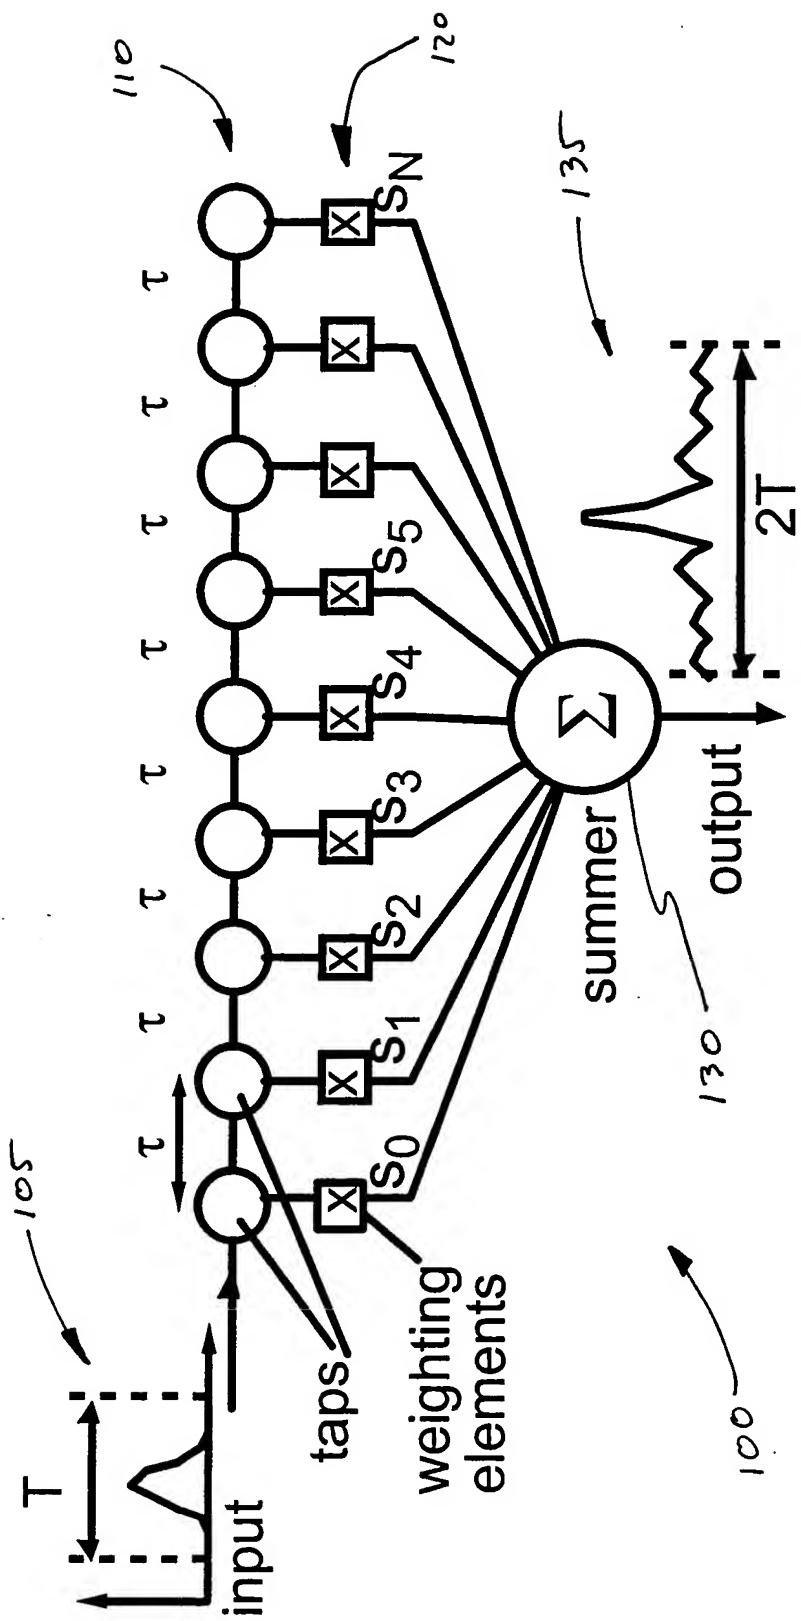 105
T
input
τ
τ
τ
τ
τ
τ
τ
τ
110
taps
weighting
elements
X
X
X
X
X
X
X
X
X
120
S0
S1
S2
S3
S4
S5
SN
summer
Σ
130
output
135
2T
100